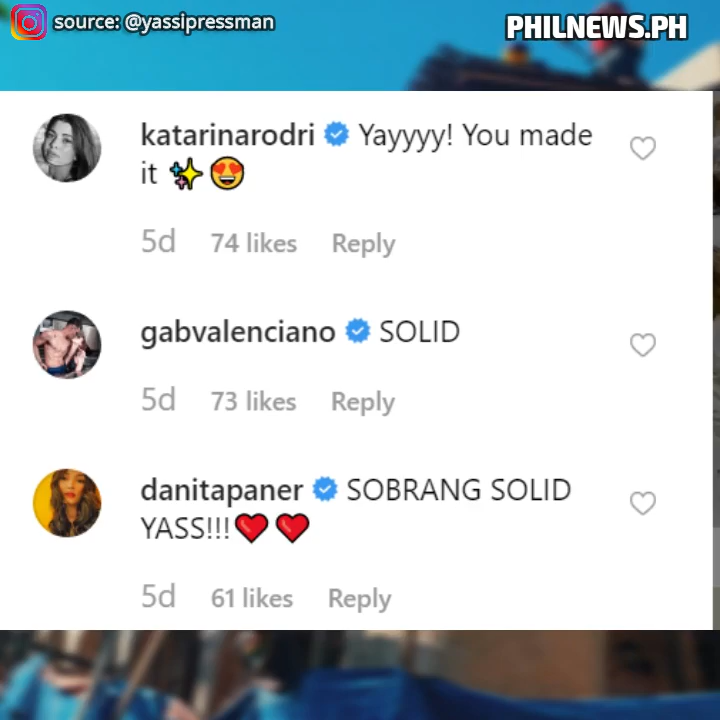 source: @yassipressman
PHILNEWS.PH
katarinarodri Yayyyy! You made
it ✨😍
5d 74 likes Reply
gabvalenciano SOLID
5d 73 likes Reply
danitapaner SOBRANG SOLID
YASS!!!❤️❤️
5d 61 likes Reply